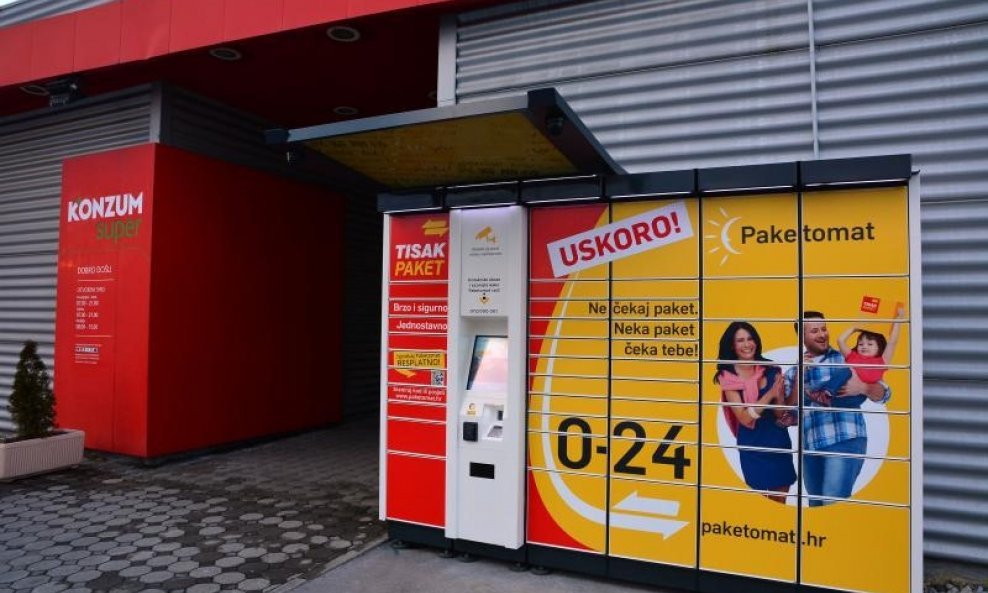 KONZUM
super
DOBRO DOŠLI
TISAK
PAKET
Brzo i sigurno
Jednostavno
BESPLATNO!
www.paketomat.hr
USKORO!
Paketomat
Ne čekaj paket.
Neka paket
čeka tebe!
0-24
paketomat.hr